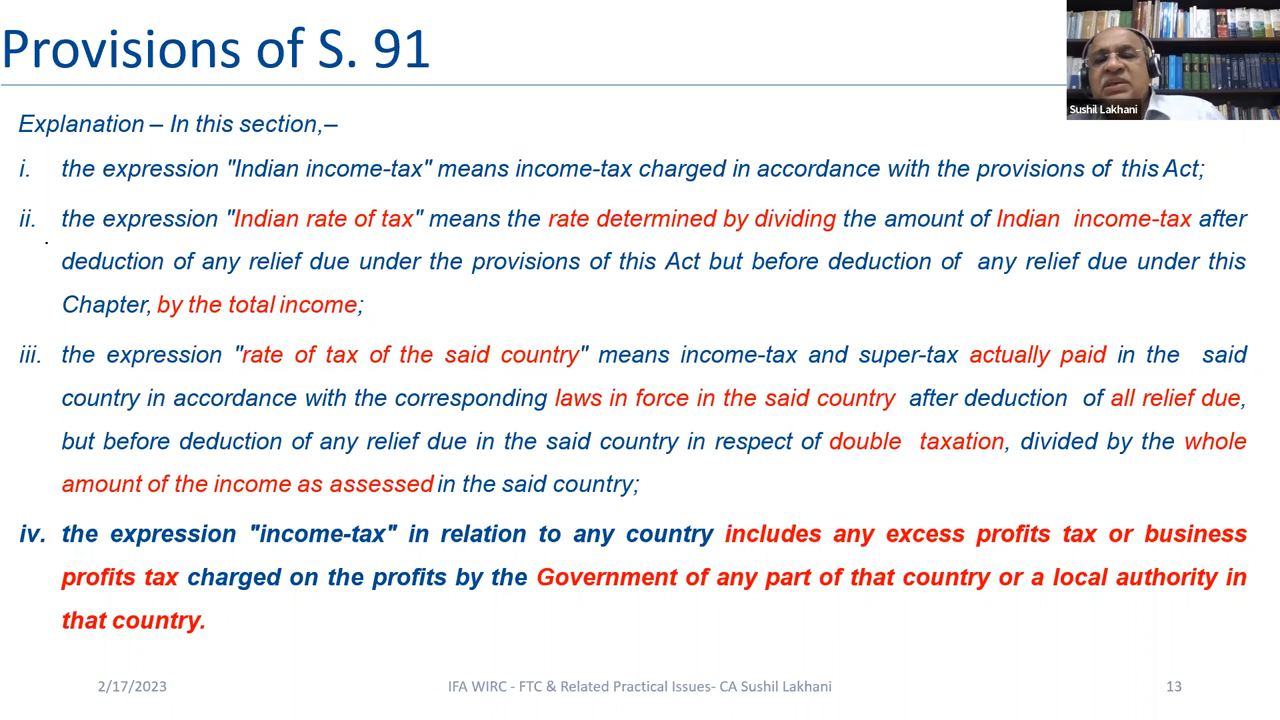 Provisions of S. 91
Sushil Lakhani
Explanation – In this section,–
i. the expression "Indian income-tax" means income-tax charged in accordance with the provisions of this Act;
ii. the expression "Indian rate of tax" means the rate determined by dividing the amount of Indian income-tax after
deduction of any relief due under the provisions of this Act but before deduction of any relief due under this
Chapter, by the total income;
iii. the expression "rate of tax of the said country" means income-tax and super-tax actually paid in the said
country in accordance with the corresponding laws in force in the said country after deduction of all relief due,
but before deduction of any relief due in the said country in respect of double taxation, divided by the whole
amount of the income as assessed in the said country;
iv. the expression "income-tax" in relation to any country includes any excess profits tax or business
profits tax charged on the profits by the Government of any part of that country or a local authority in
that country.
2/17/2023 IFA WIRC - FTC & Related Practical Issues- CA Sushil Lakhani 13